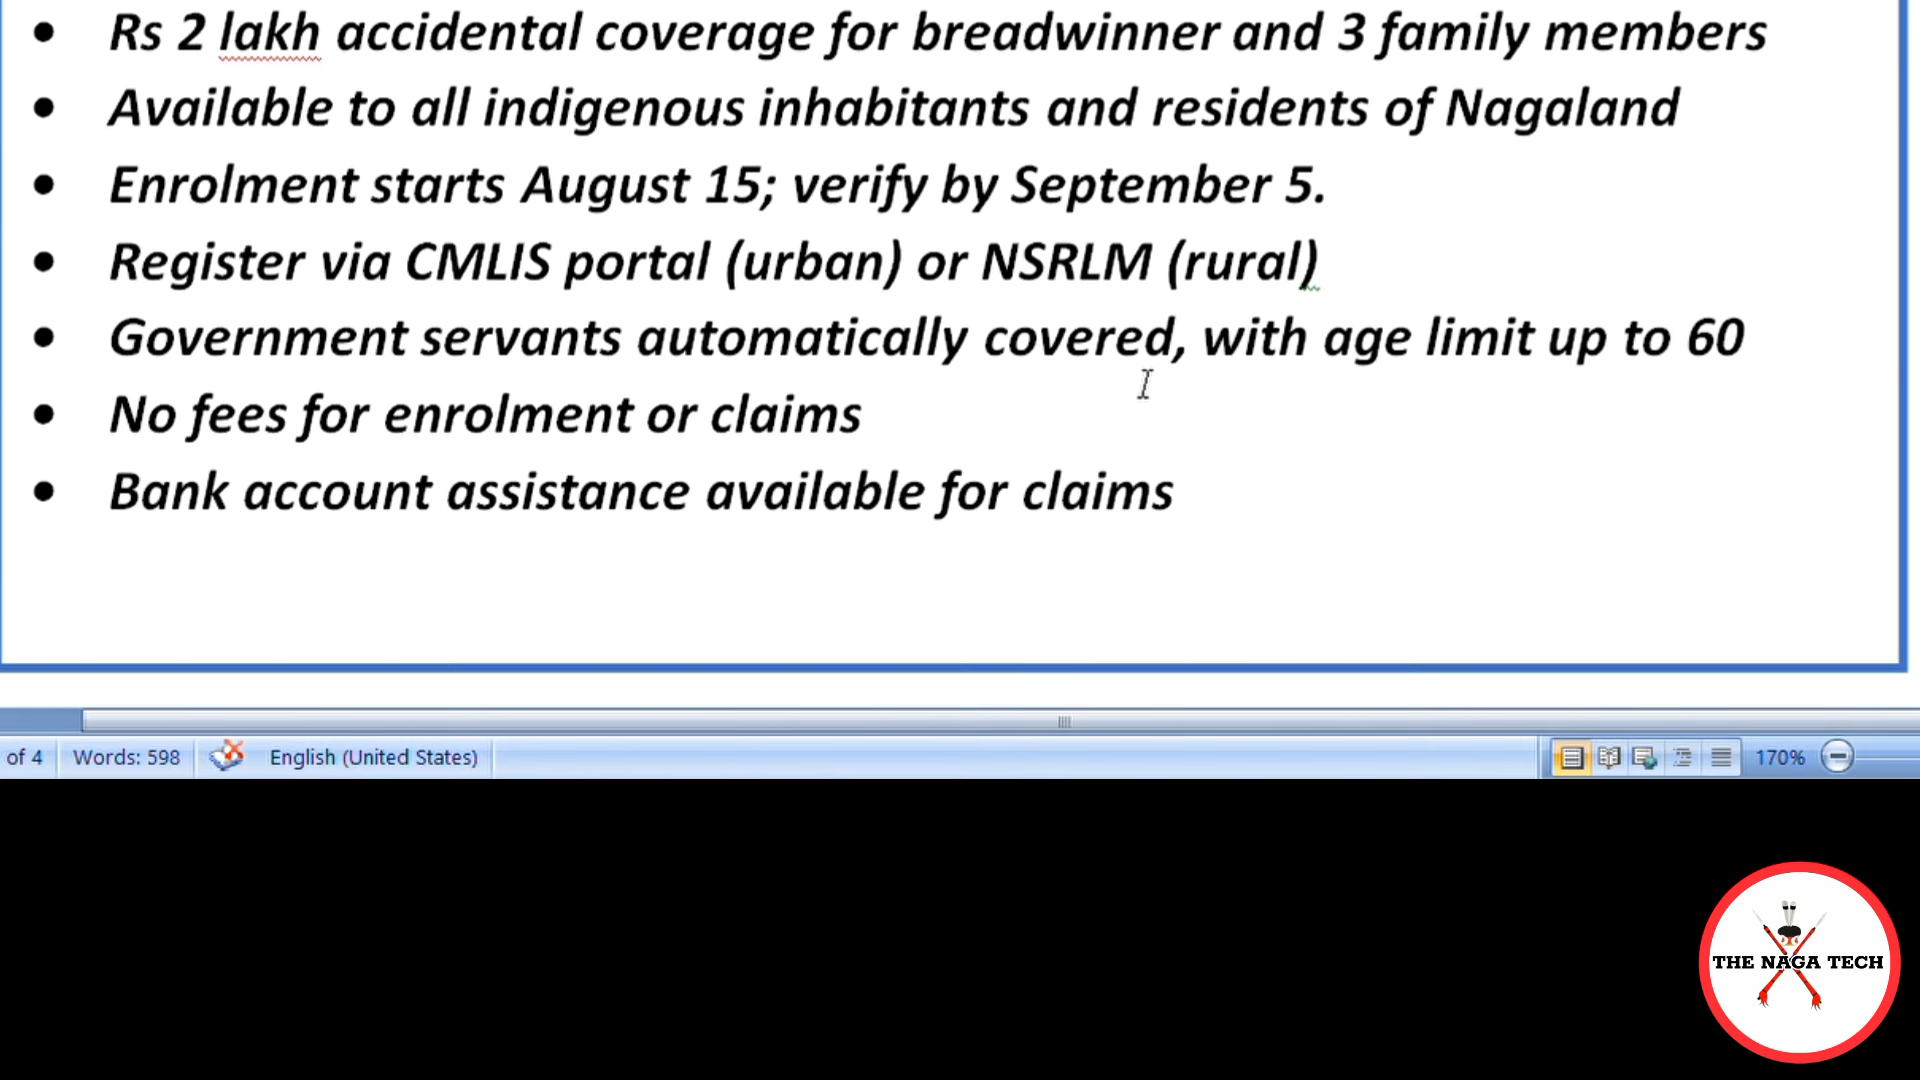 Rs 2 lakh accidental coverage for breadwinner and 3 family members
Available to all indigenous inhabitants and residents of Nagaland
Enrolment starts August 15; verify by September 5.
Register via CMLIS portal (urban) or NSRLM (rural)
Government servants automatically covered, with age limit up to 60
No fees for enrolment or claims
Bank account assistance available for claims
of 4 Words: 598 English (United States) 170%
THE NAGA TECH